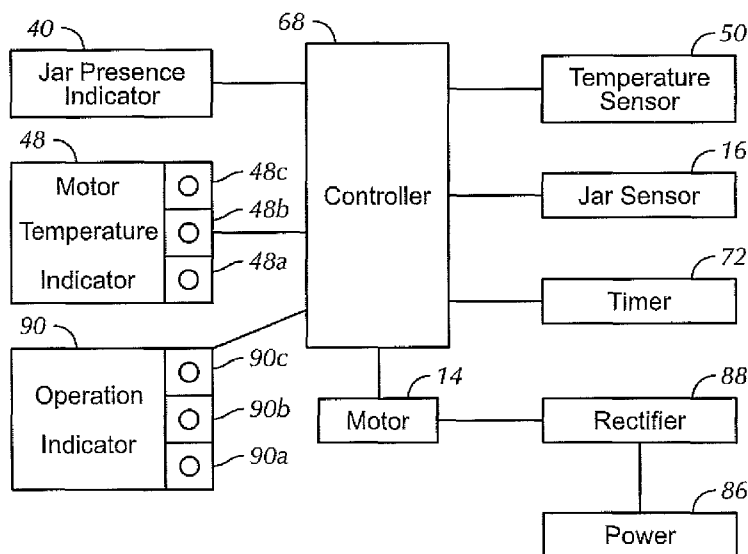 40
Jar Presence
Indicator
48
Motor
Temperature
Indicator
48c
48b
48a
90
Operation
Indicator
90c
90b
90a
68
Controller
14
Motor
50
Temperature
Sensor
16
Jar Sensor
72
Timer
88
Rectifier
86
Power